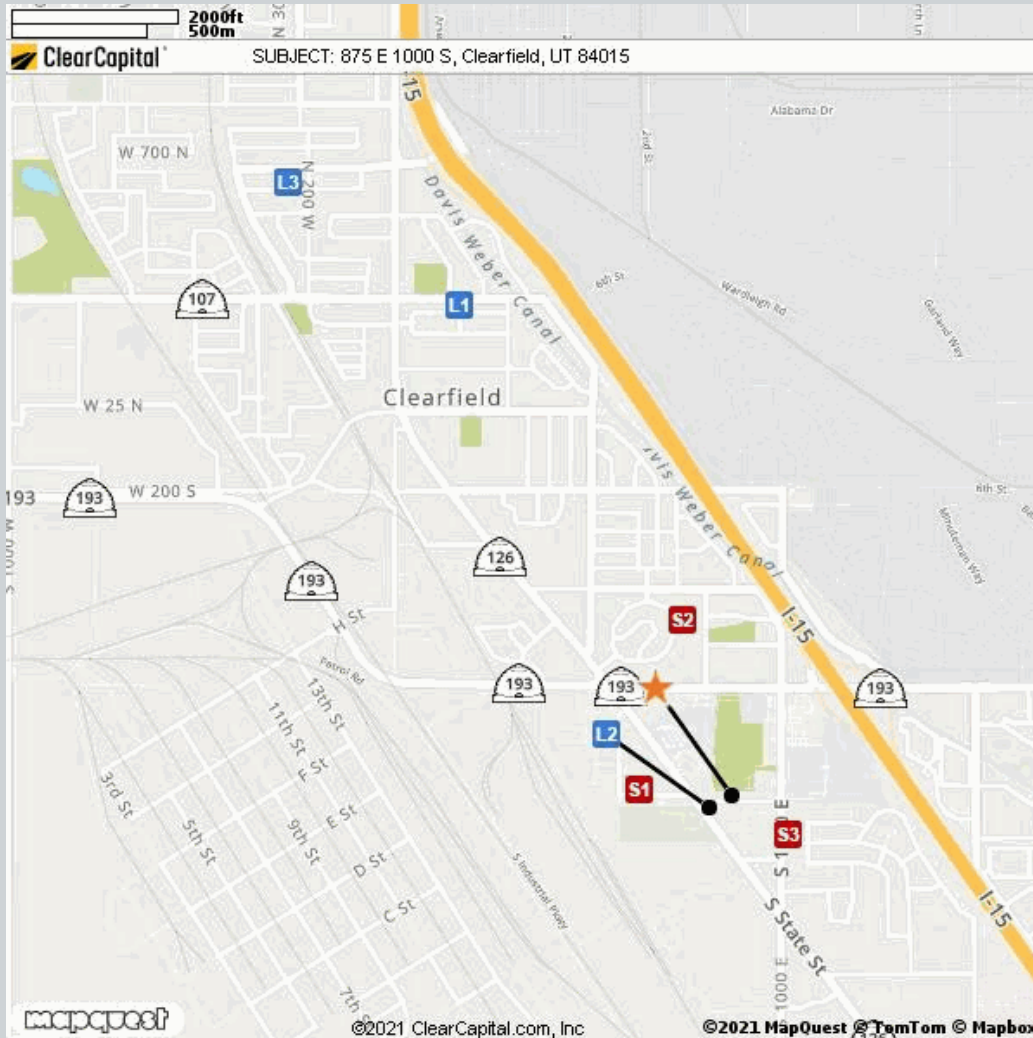 2000ft
500m
ClearCapital
SUBJECT: 875 E 1000 S, Clearfield, UT 84015
I-15
Alabama Dr
2nd St
W 700 N
L3
N 200 W
Davis Weber Canal
6th St
Wardleigh Rd
107
L1
Garland Way
Clearfield
W 25 N
193
193
W 200 S
S 1000 W
6th St
Minuteman Way
126
193
H St
S2
I-15
Patrol Rd
193
193
193
13th St
11th St
F St
L2
S1
3rd St
E St
5th St
9th St
D St
S3
C St
S Industrial Pkwy
I-15
S State St
1000 E
7th St
mapquest
©2021 ClearCapital.com, Inc
©2021 MapQuest © TomTom © Mapbox